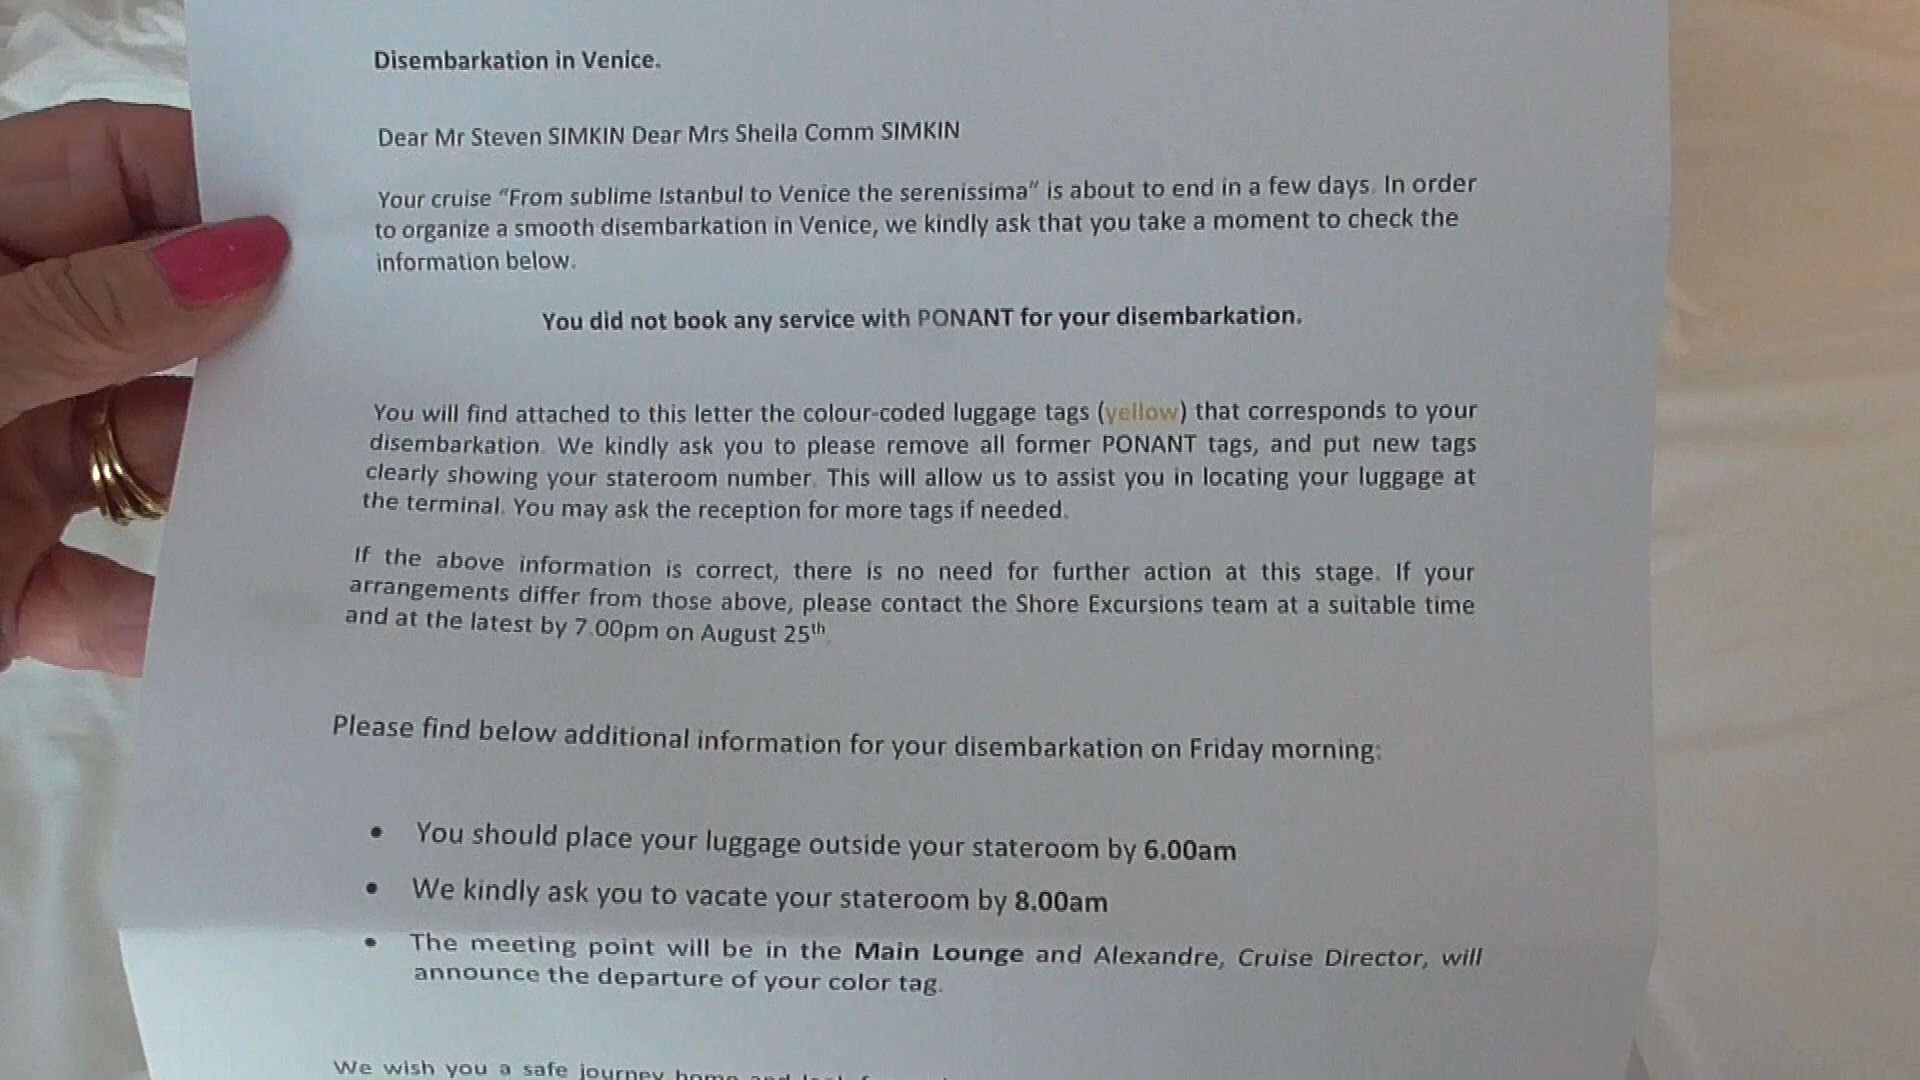 Disembarkation in Venice.
Dear Mr Steven SIMKIN Dear Mrs Sheila Comm SIMKIN
Your cruise “From sublime Istanbul to Venice the serenissima” is about to end in a few days. In order
to organize a smooth disembarkation in Venice, we kindly ask that you take a moment to check the
information below.
You did not book any service with PONANT for your disembarkation.
You will find attached to this letter the colour-coded luggage tags (yellow) that corresponds to your
disembarkation. We kindly ask you to please remove all former PONANT tags, and put new tags
clearly showing your stateroom number. This will allow us to assist you in locating your luggage at
the terminal. You may ask the reception for more tags if needed.
If the above information is correct, there is no need for further action at this stage. If your
arrangements differ from those above, please contact the Shore Excursions team at a suitable time
and at the latest by 7.00pm on August 25th
Please find below additional information for your disembarkation on Friday morning:
• You should place your luggage outside your stateroom by 6.00am
• We kindly ask you to vacate your stateroom by 8.00am
• The meeting point will be in the Main Lounge and Alexandre, Cruise Director, will
announce the departure of your color tag.
We wish you a safe journey home and